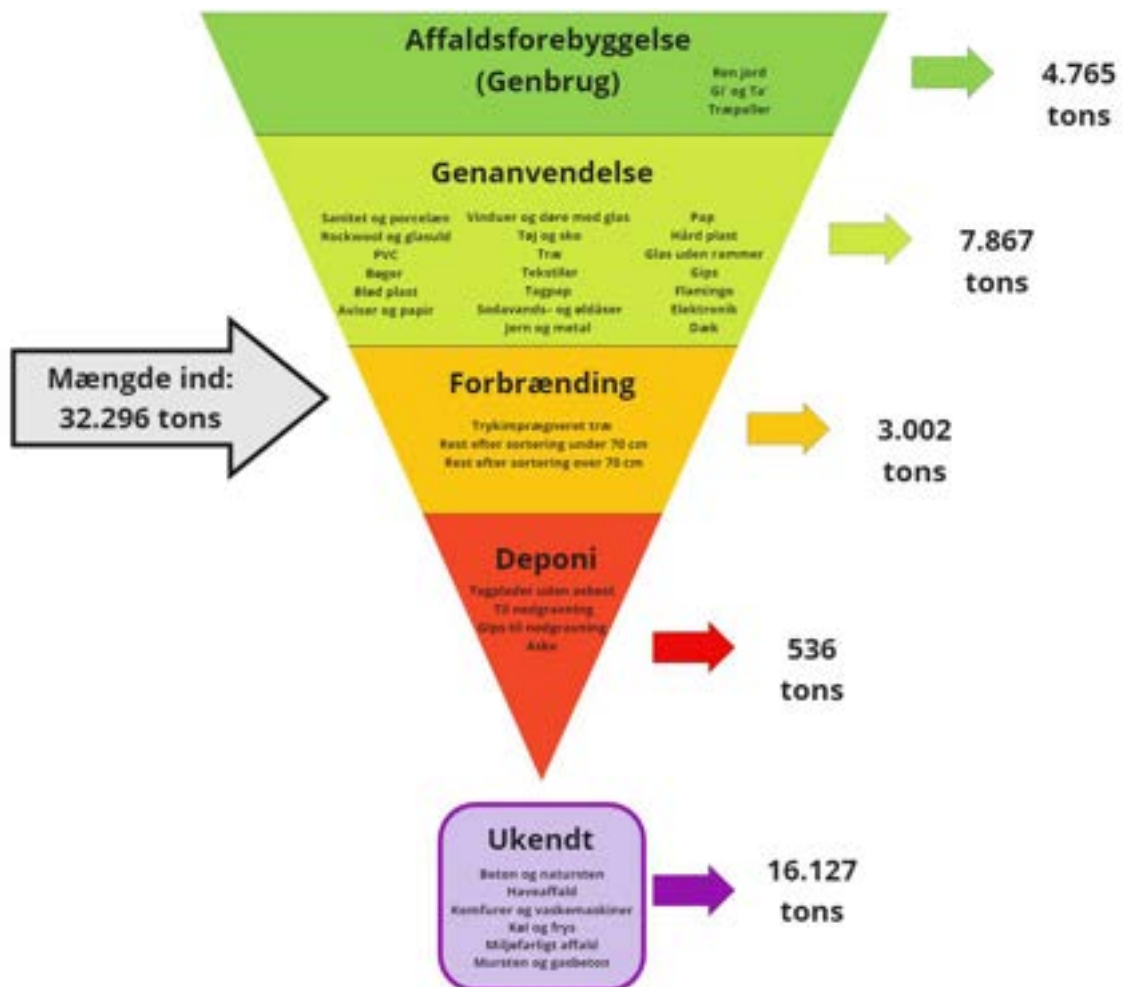 Affaldsforebyggelse
(Genbrug)
Ren jord
Gi' og Ta'
Træpaller
4.765
tons
Genanvendelse
Sanitet og porcelæn
Rockwool og glasuld
PVC
Bøger
Blød plast
Aviser og papir
Vinduer og døre med glas
Tøj og sko
Træ
Tekstiler
Tagpap
Sodavands- og øldåser
Jern og metal
Pap
Hård plast
Glas uden rammer
Gips
Flamingo
Elektronik
Dæk
7.867
tons
Mængde ind:
32.296 tons
Forbrænding
Trykimprægneret træ
Rest efter sortering under 70 cm
Rest efter sortering over 70 cm
3.002
tons
Deponi
Tagplader uden asbest
Til nedgravning
Gips til nedgravning
Aske
536
tons
Ukendt
Beton og natursten
Haveaffald
Komfurer og vaskemaskiner
Køl og frys
Miljøfarligt affald
Mursten og gasbeton
16.127
tons